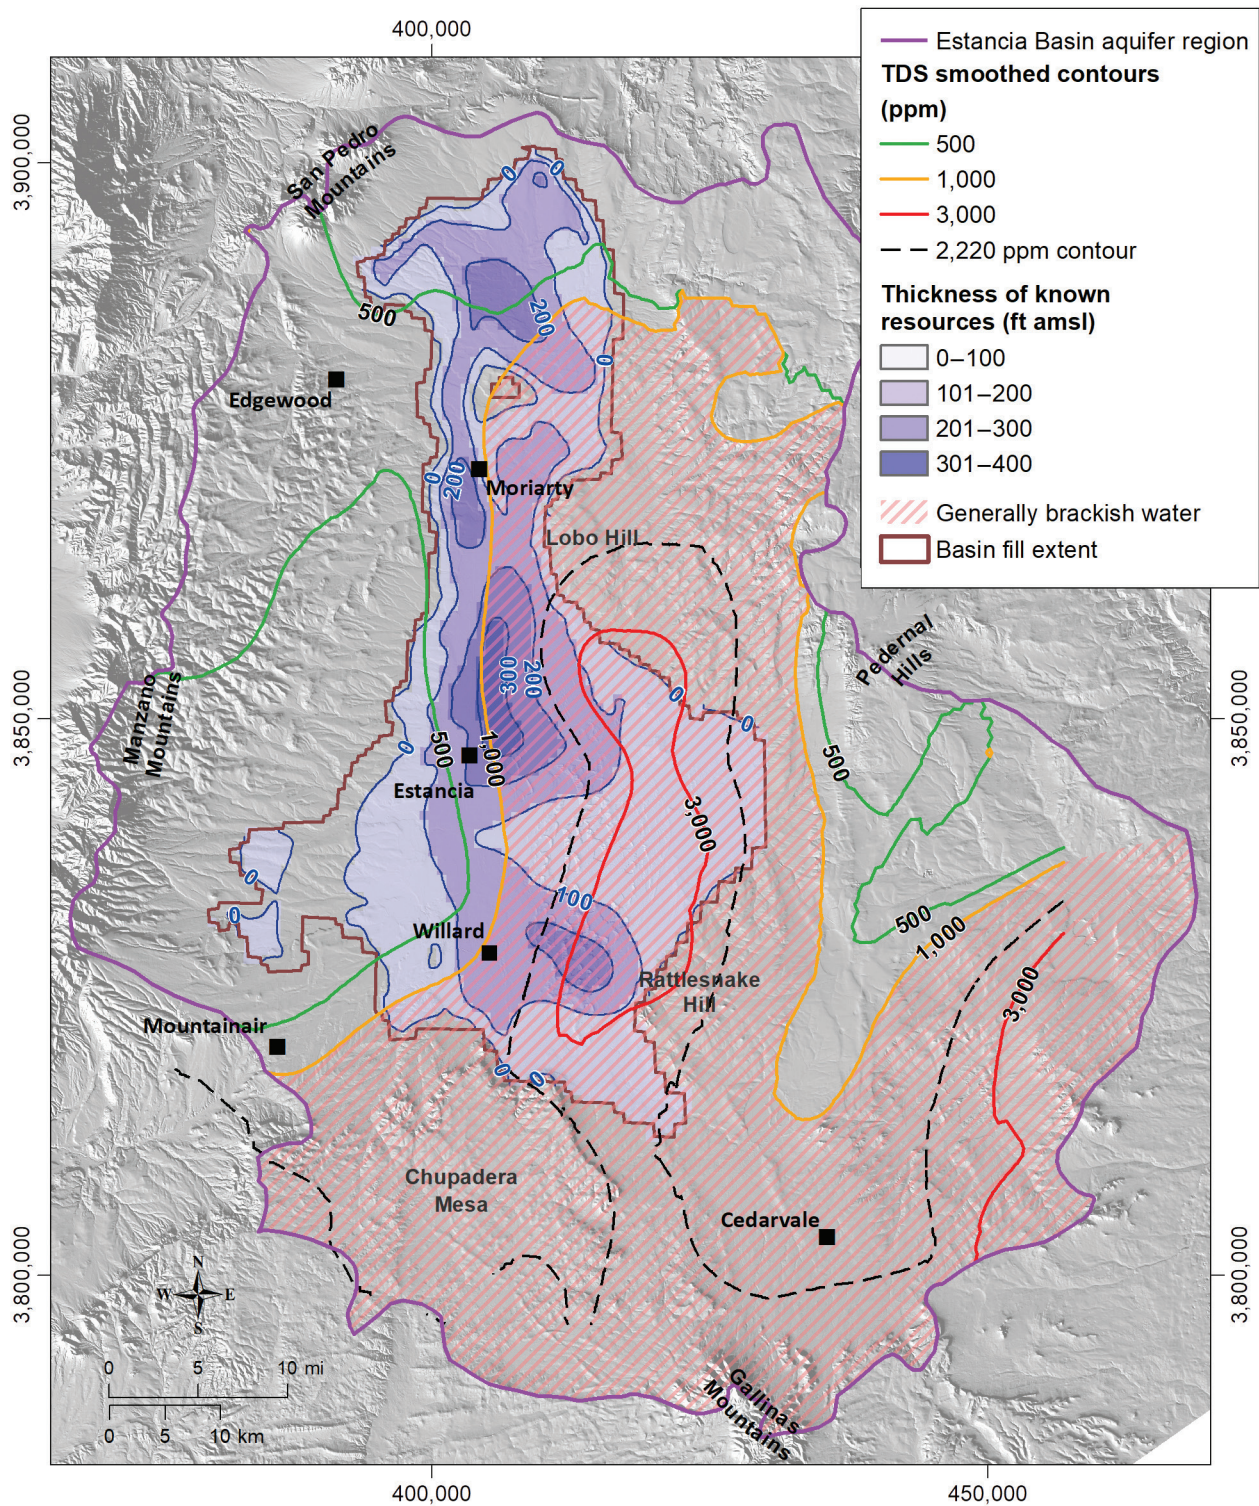 400,000
Estancia Basin aquifer region
TDS smoothed contours
(ppm)
500
1,000
3,000
2,220 ppm contour
Thickness of known
resources (ft amsl)
0–100
101–200
201–300
301–400
Generally brackish water
Basin fill extent
3,900,000
San Pedro
Mountains
0
0
500
200
0
Edgewood
0
200
Moriarty
Lobo Hill
Pedernal
Hills
Manzano
Mountains
300
200
0
0
3,850,000
3,850,000
0
500
1,000
500
Estancia
3,000
0
100
0
500
1,000
Willard
Rattlesnake
Hill
3,000
Mountainair
0
0
Chupadera
Mesa
Cedarvale
3,800,000
3,800,000
N
W
E
S
0
5
10 mi
0
5
10 km
Gallinas
Mountains
400,000
450,000